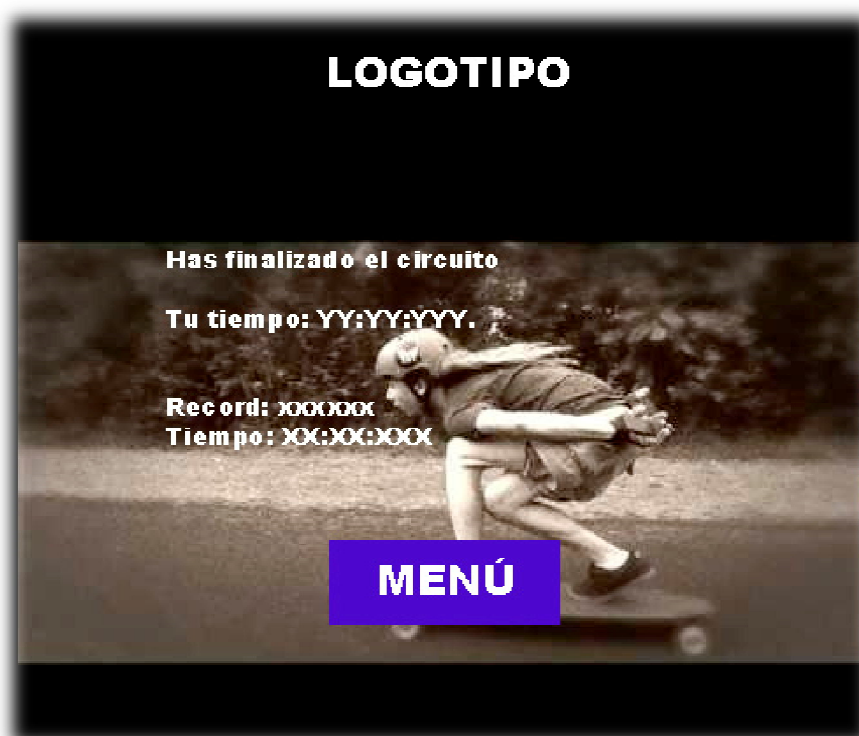 LOGOTIPO
Has finalizado el circuito
Tu tiempo: YY:YY:YYY.
Record: xxxxxx
Tiempo: XX:XX:XXX
MENÚ